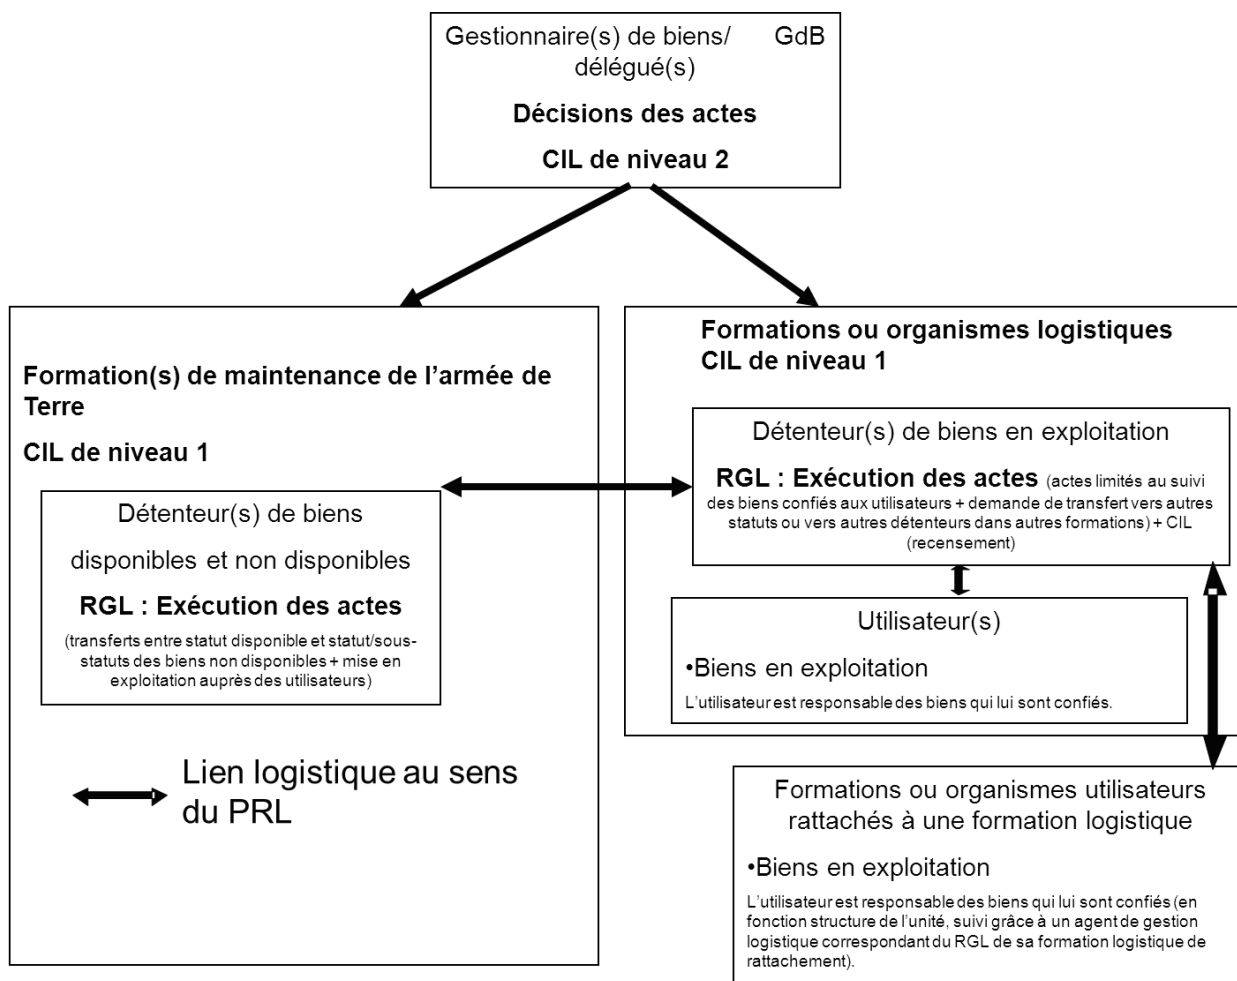 Gestionnaire(s) de biens/ GdB
délégué(s)
Décisions des actes
CIL de niveau 2
Formation(s) de maintenance de l'armée de
Terre
CIL de niveau 1
Détenteur(s) de biens
disponibles et non disponibles
RGL : Exécution des actes
(transferts entre statut disponible et statut/sous-
statuts des biens non disponibles + mise en
exploitation auprès des utilisateurs)
Lien logistique au sens
du PRL
Formations ou organismes logistiques
CIL de niveau 1
Détenteur(s) de biens en exploitation
RGL : Exécution des actes (actes limités au suivi
des biens confiés aux utilisateurs + demande de transfert vers autres
statuts ou vers autres détenteurs dans autres formations) + CIL
(recensement)
Utilisateur(s)
•Biens en exploitation
L'utilisateur est responsable des biens qui lui sont confiés.
Formations ou organismes utilisateurs
rattachés à une formation logistique
•Biens en exploitation
L'utilisateur est responsable des biens qui lui sont confiés (en
fonction structure de l'unité, suivi grâce à un agent de gestion
logistique correspondant du RGL de sa formation logistique de
rattachement).